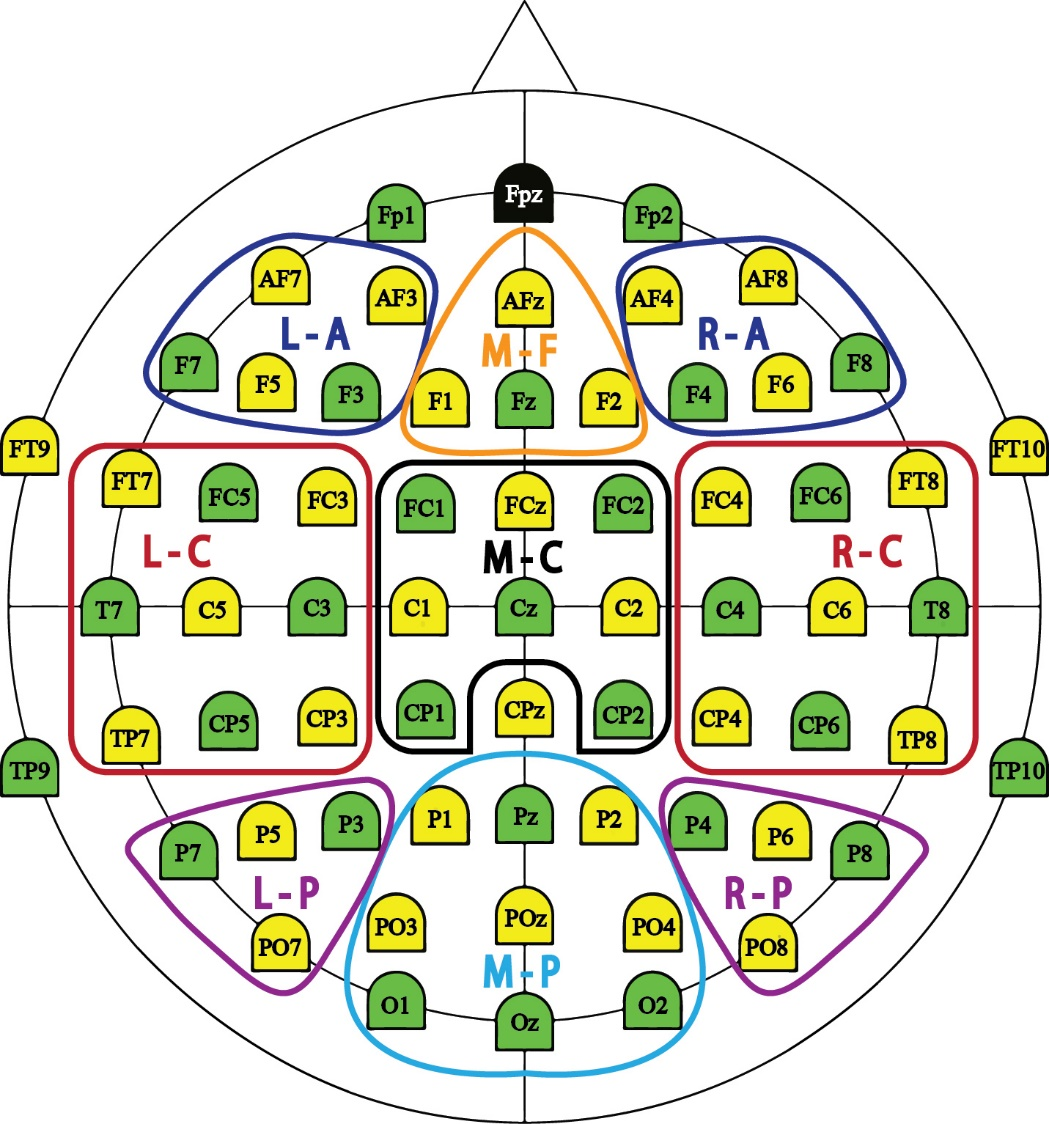 Fpz
Fp1 Fp2
AF7 AF3 AFz AF4 AF8
L-A M-F R-A
F7 F5 F3 F1 Fz F2 F4 F6 F8
FT9 FT10
FT7 FC5 FC3 FC1 FCz FC2 FC4 FC6 FT8
L-C M-C R-C
T7 C5 C3 C1 Cz C2 C4 C6 T8
TP7 CP5 CP3 CP1 CPz CP2 CP4 CP6 TP8
TP9 TP10
P7 P5 P3 P1 Pz P2 P4 P6 P8
L-P R-P
PO7 PO3 POz PO4 PO8
M-P
O1 Oz O2